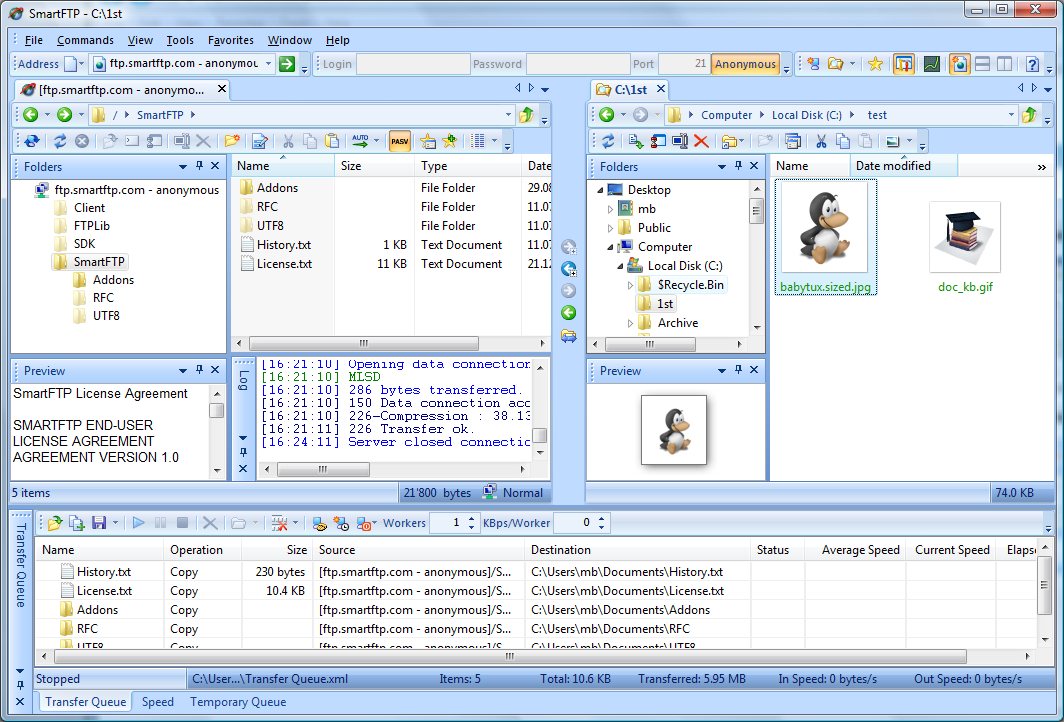 SmartFTP - C:\1st
File Commands View Tools Favorites Window Help
Address ftp.smartftp.com - anonymou Login Password Port 21 Anonymous
[ftp.smartftp.com - anonymo...
/ SmartFTP
AUTO PASV
Folders
ftp.smartftp.com - anonymous
Client
FTPLib
SDK
SmartFTP
Addons
RFC
UTF8
Name Size Type Date
Addons File Folder 29.08
RFC File Folder 11.07
UTF8 File Folder 11.07
History.txt 1 KB Text Document 11.07
License.txt 11 KB Text Document 21.12
Preview
SmartFTP License Agreement
SMARTFTP END-USER
LICENSE AGREEMENT
AGREEMENT VERSION 1.0
Log
[16:21:10] Opening data connection
[16:21:10] MLSD
[16:21:10] 286 bytes transferred.
[16:21:10] 150 Data connection acc
[16:21:10] 226-Compression : 38.13
[16:21:11] 226 Transfer ok.
[16:24:11] Server closed connectio
5 items 21'800 bytes Normal
C:\1st
Computer Local Disk (C:) test
Folders
Desktop
mb
Public
Computer
Local Disk (C:)
$Recycle.Bin
1st
Archive
Name Date modified »
babytux.sized.jpg
doc_kb.gif
Preview
74.0 KB
Transfer Queue
Workers 1 KBps/Worker 0
Name Operation Size Source Destination Status Average Speed Current Speed Elapse
History.txt Copy 230 bytes [ftp.smartftp.com - anonymous]/S... C:\Users\mb\Documents\History.txt
License.txt Copy 10.4 KB [ftp.smartftp.com - anonymous]/S... C:\Users\mb\Documents\License.txt
Addons Copy [ftp.smartftp.com - anonymous]/S... C:\Users\mb\Documents\Addons
RFC Copy [ftp.smartftp.com - anonymous]/S... C:\Users\mb\Documents\RFC
UTF8 Copy [ftp.smartftp.com - anonymous]/S... C:\Users\mb\Documents\UTF8
Stopped C:\User...\Transfer Queue.xml Items: 5 Total: 10.6 KB Transferred: 5.95 MB In Speed: 0 bytes/s Out Speed: 0 bytes/s
Transfer Queue Speed Temporary Queue